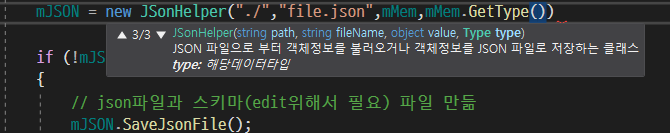 mJSON = new JSonHelper("./","file.json",mMem,mMem.GetType())
▲ 3/3 ▼ JSonHelper(string path, string fileName, object value, Type type)
JSON 파일으로 부터 객체정보를 불러오거나 객체정보를 JSON 파일로 저장하는 클래스
type: 해당데이터타입
if (!mJS
{
// json파일과 스키마(edit위해서 필요) 파일 만듦
mJSON.SaveJsonFile();